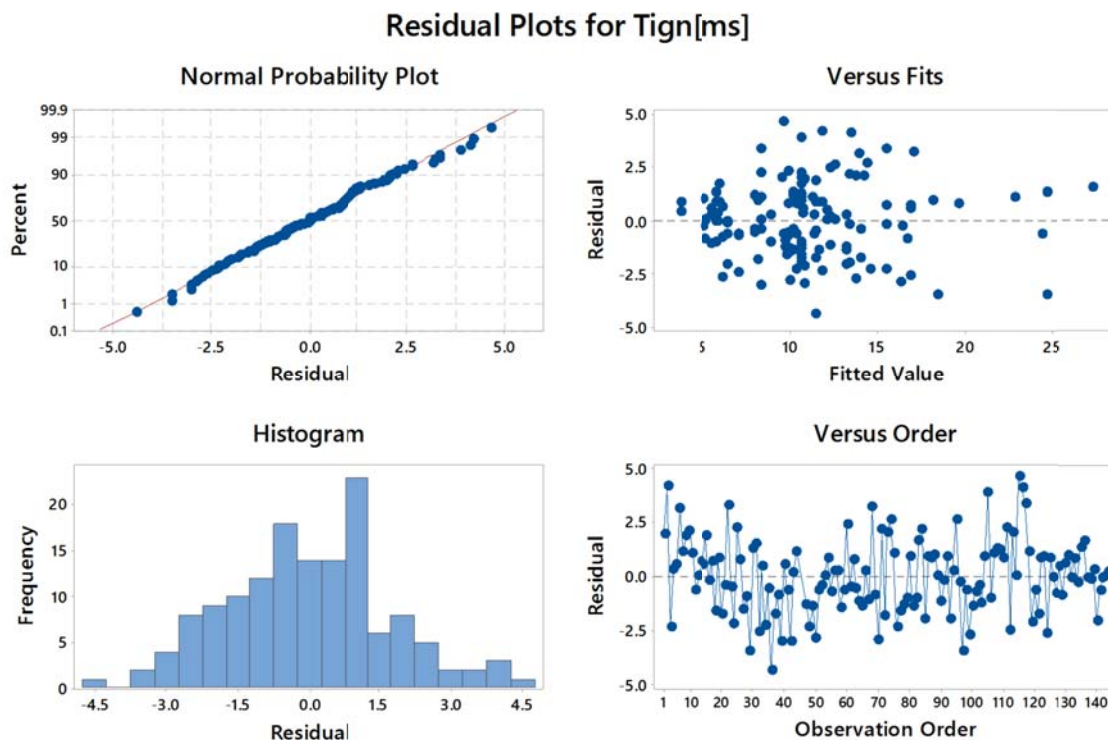 Residual Plots for Tign[ms]
Normal Probability Plot
Versus Fits
99.9
99
90
50
10
1
0.1
Percent
-5.0 -2.5 0.0 2.5 5.0
Residual
5.0
2.5
0.0
-2.5
-5.0
Residual
5 10 15 20 25
Fitted Value
Histogram
Versus Order
20
15
10
5
0
Frequency
-4.5 -3.0 -1.5 0.0 1.5 3.0 4.5
Residual
5.0
2.5
0.0
-2.5
-5.0
Residual
1 10 20 30 40 50 60 70 80 90 100 110 120 130 140
Observation Order